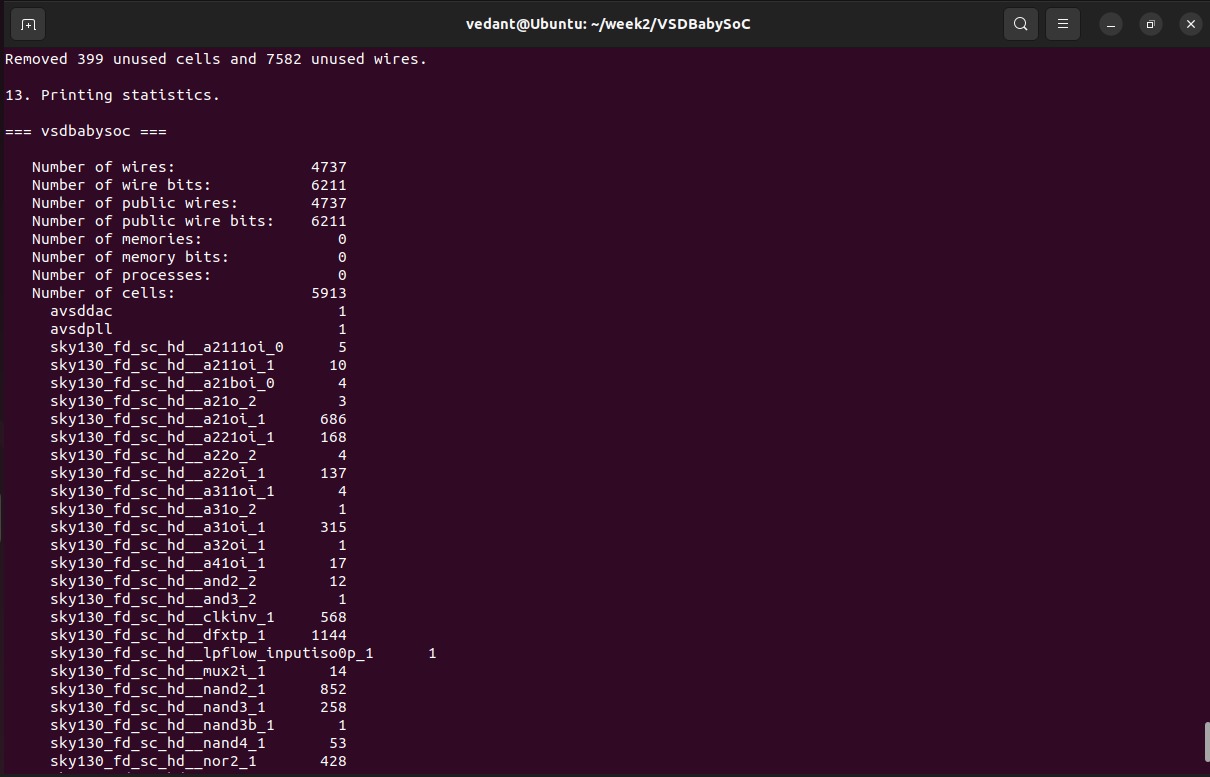 vedant@Ubuntu: ~/week2/VSDBabySoC
Removed 399 unused cells and 7582 unused wires.
13. Printing statistics.
=== vsdbabysoc ===
Number of wires: 4737
Number of wire bits: 6211
Number of public wires: 4737
Number of public wire bits: 6211
Number of memories: 0
Number of memory bits: 0
Number of processes: 0
Number of cells: 5913
avsddac 1
avsdpll 1
sky130_fd_sc_hd__a2111oi_0 5
sky130_fd_sc_hd__a211oi_1 10
sky130_fd_sc_hd__a21boi_0 4
sky130_fd_sc_hd__a21o_2 3
sky130_fd_sc_hd__a21oi_1 686
sky130_fd_sc_hd__a221oi_1 168
sky130_fd_sc_hd__a22o_2 4
sky130_fd_sc_hd__a22oi_1 137
sky130_fd_sc_hd__a311oi_1 4
sky130_fd_sc_hd__a31o_2 1
sky130_fd_sc_hd__a31oi_1 315
sky130_fd_sc_hd__a32oi_1 1
sky130_fd_sc_hd__a41oi_1 17
sky130_fd_sc_hd__and2_2 12
sky130_fd_sc_hd__and3_2 1
sky130_fd_sc_hd__clkinv_1 568
sky130_fd_sc_hd__dfxtp_1 1144
sky130_fd_sc_hd__lpflow_inputiso0p_1 1
sky130_fd_sc_hd__mux2i_1 14
sky130_fd_sc_hd__nand2_1 852
sky130_fd_sc_hd__nand3_1 258
sky130_fd_sc_hd__nand3b_1 1
sky130_fd_sc_hd__nand4_1 53
sky130_fd_sc_hd__nor2_1 428